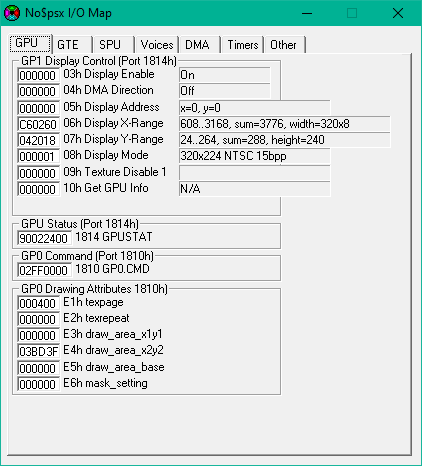 No$psx I/O Map
GPU GTE SPU Voices DMA Timers Other
GP1 Display Control (Port 1814h)
000000 03h Display Enable On
000000 04h DMA Direction Off
000000 05h Display Address x=0, y=0
C60260 06h Display X-Range 608..3168, sum=3776, width=320x8
042018 07h Display Y-Range 24..264, sum=288, height=240
000001 08h Display Mode 320x224 NTSC 15bpp
000000 09h Texture Disable 1
000000 10h Get GPU Info N/A
GPU Status (Port 1814h)
90022400 1814 GPUSTAT
GP0 Command (Port 1810h)
02FF0000 1810 GP0.CMD
GP0 Drawing Attributes 1810h)
000400 E1h texpage
000000 E2h texrepeat
000000 E3h draw_area_x1y1
03BD3F E4h draw_area_x2y2
000000 E5h draw_area_base
000000 E6h mask_setting